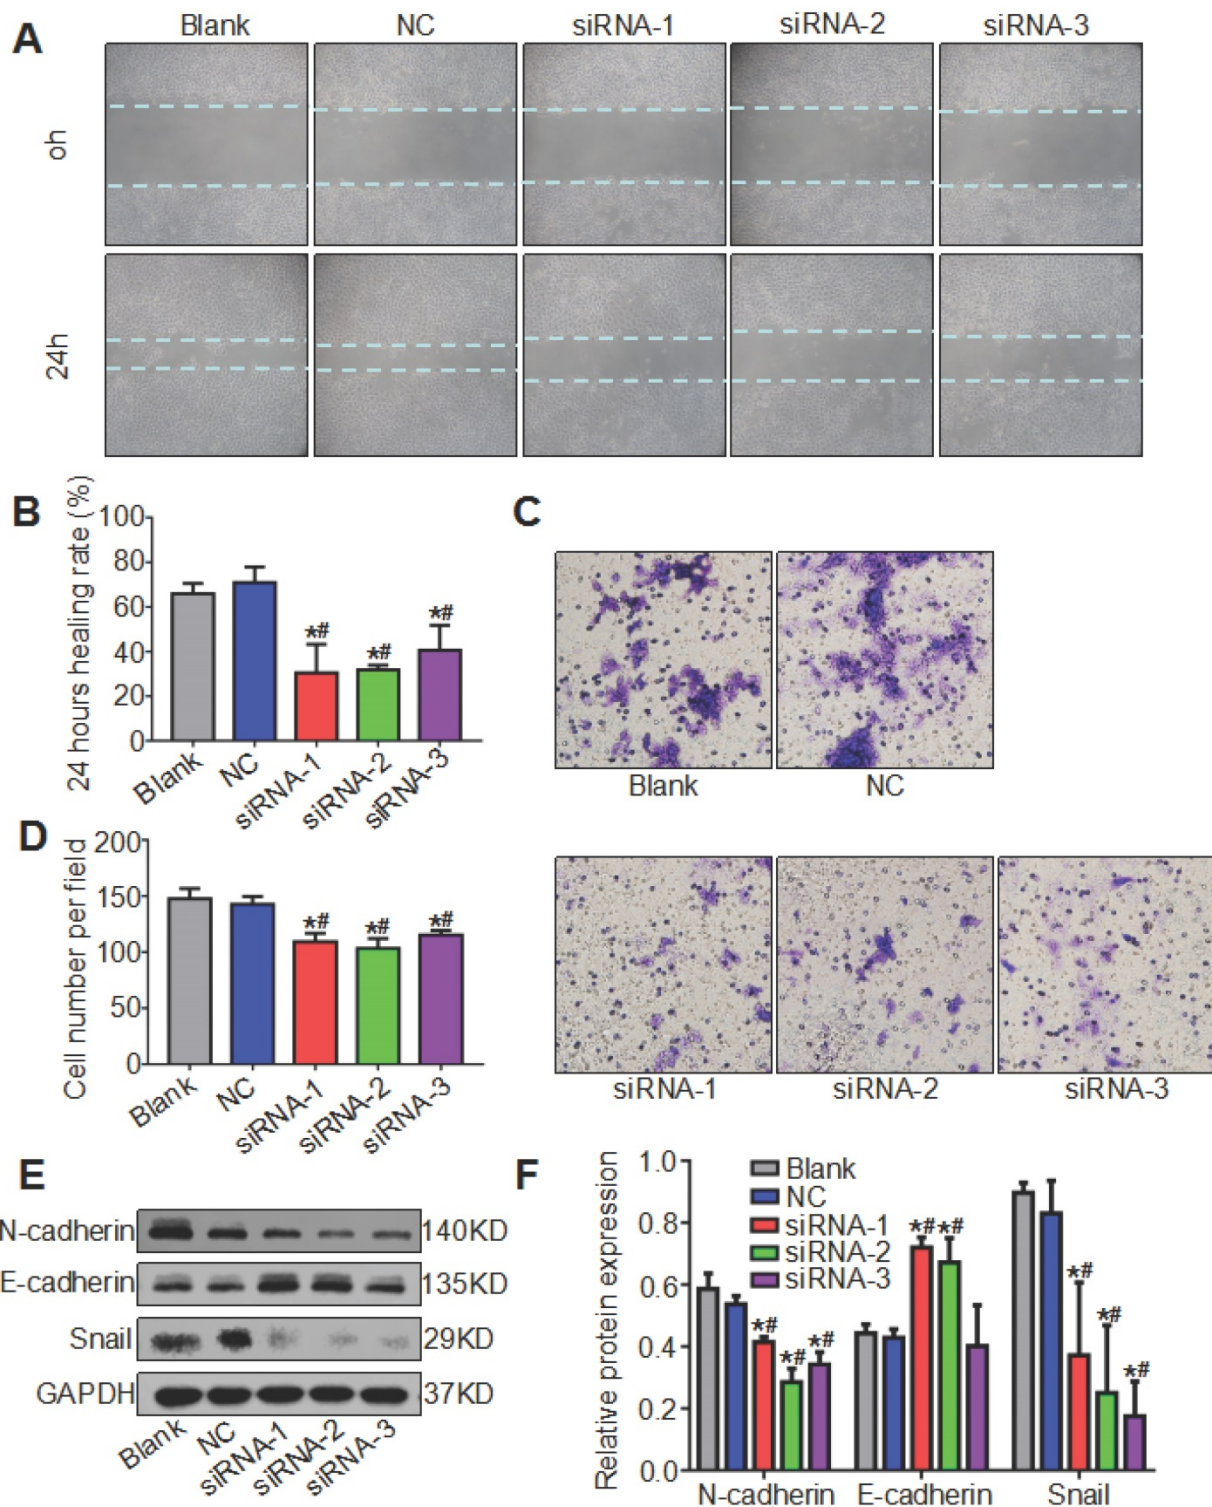 A
Blank NC siRNA-1 siRNA-2 siRNA-3
oh
24h
B
24 hours healing rate (%)
100
80
60
40
20
0
*# *# *#
Blank NC siRNA-1 siRNA-2 siRNA-3
C
Blank NC
siRNA-1 siRNA-2 siRNA-3
D
Cell number per field
200
150
100
50
0
*# *# *#
Blank NC siRNA-1 siRNA-2 siRNA-3
E
N-cadherin 140KD
E-cadherin 135KD
Snail 29KD
GAPDH 37KD
Blank NC siRNA-1 siRNA-2 siRNA-3
F
Relative protein expression
1.0
0.8
0.6
0.4
0.2
0.0
Blank
NC
siRNA-1
siRNA-2
siRNA-3
*# *# *# *# *# *# *# *#
N-cadherin E-cadherin Snail